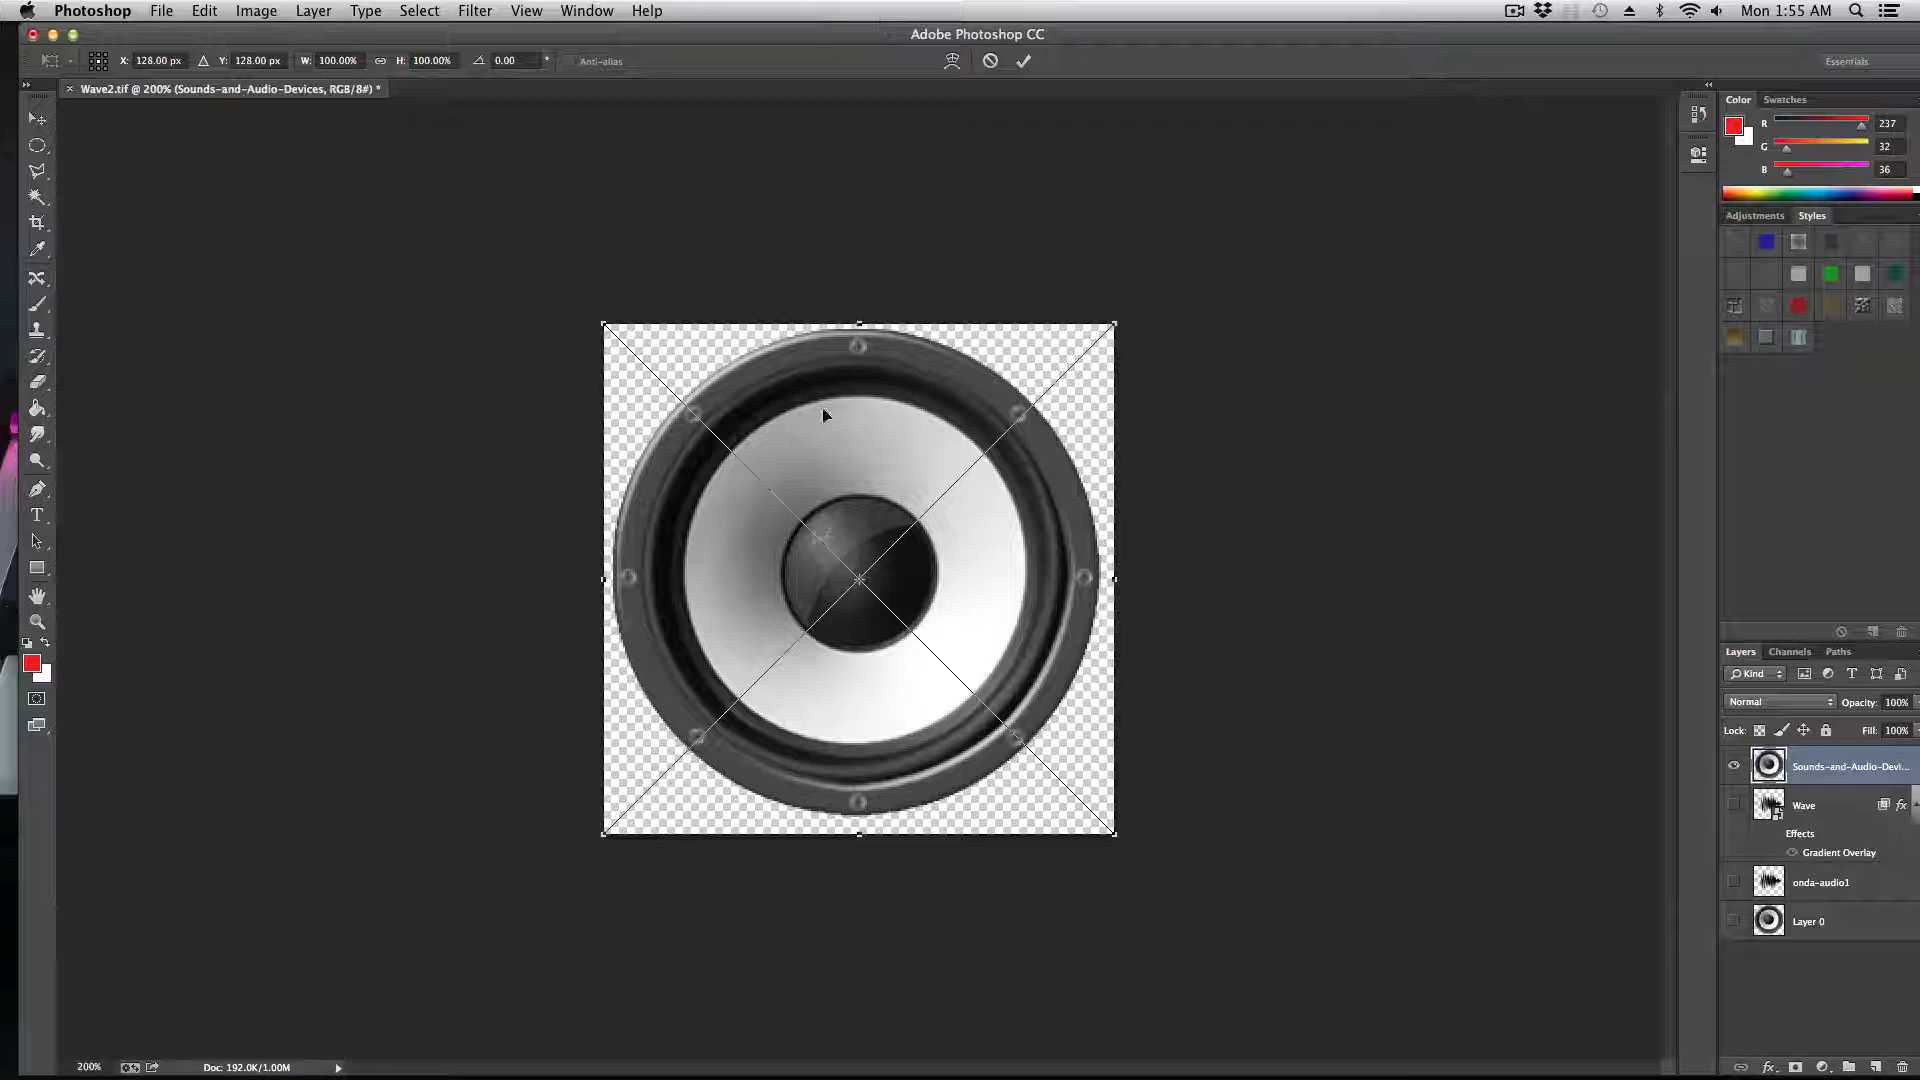 Photoshop File Edit Image Layer Type Select Filter View Window Help Mon 1:55 AM
Adobe Photoshop CC
X: 128.00 px Y: 128.00 px W: 100.00% H: 100.00% 0.00 ° Anti-alias Essentials
× Wave2.tif @ 200% (Sounds-and-Audio-Devices, RGB/8#) *
Color Swatches
R 237
G 32
B 36
Adjustments Styles
T
Layers Channels Paths
Kind T
Normal Opacity: 100%
Lock: Fill: 100%
Sounds-and-Audio-Devi...
Wave fx
Effects
Gradient Overlay
onda-audio1
Layer 0
200% Doc: 192.0K/1.00M fx